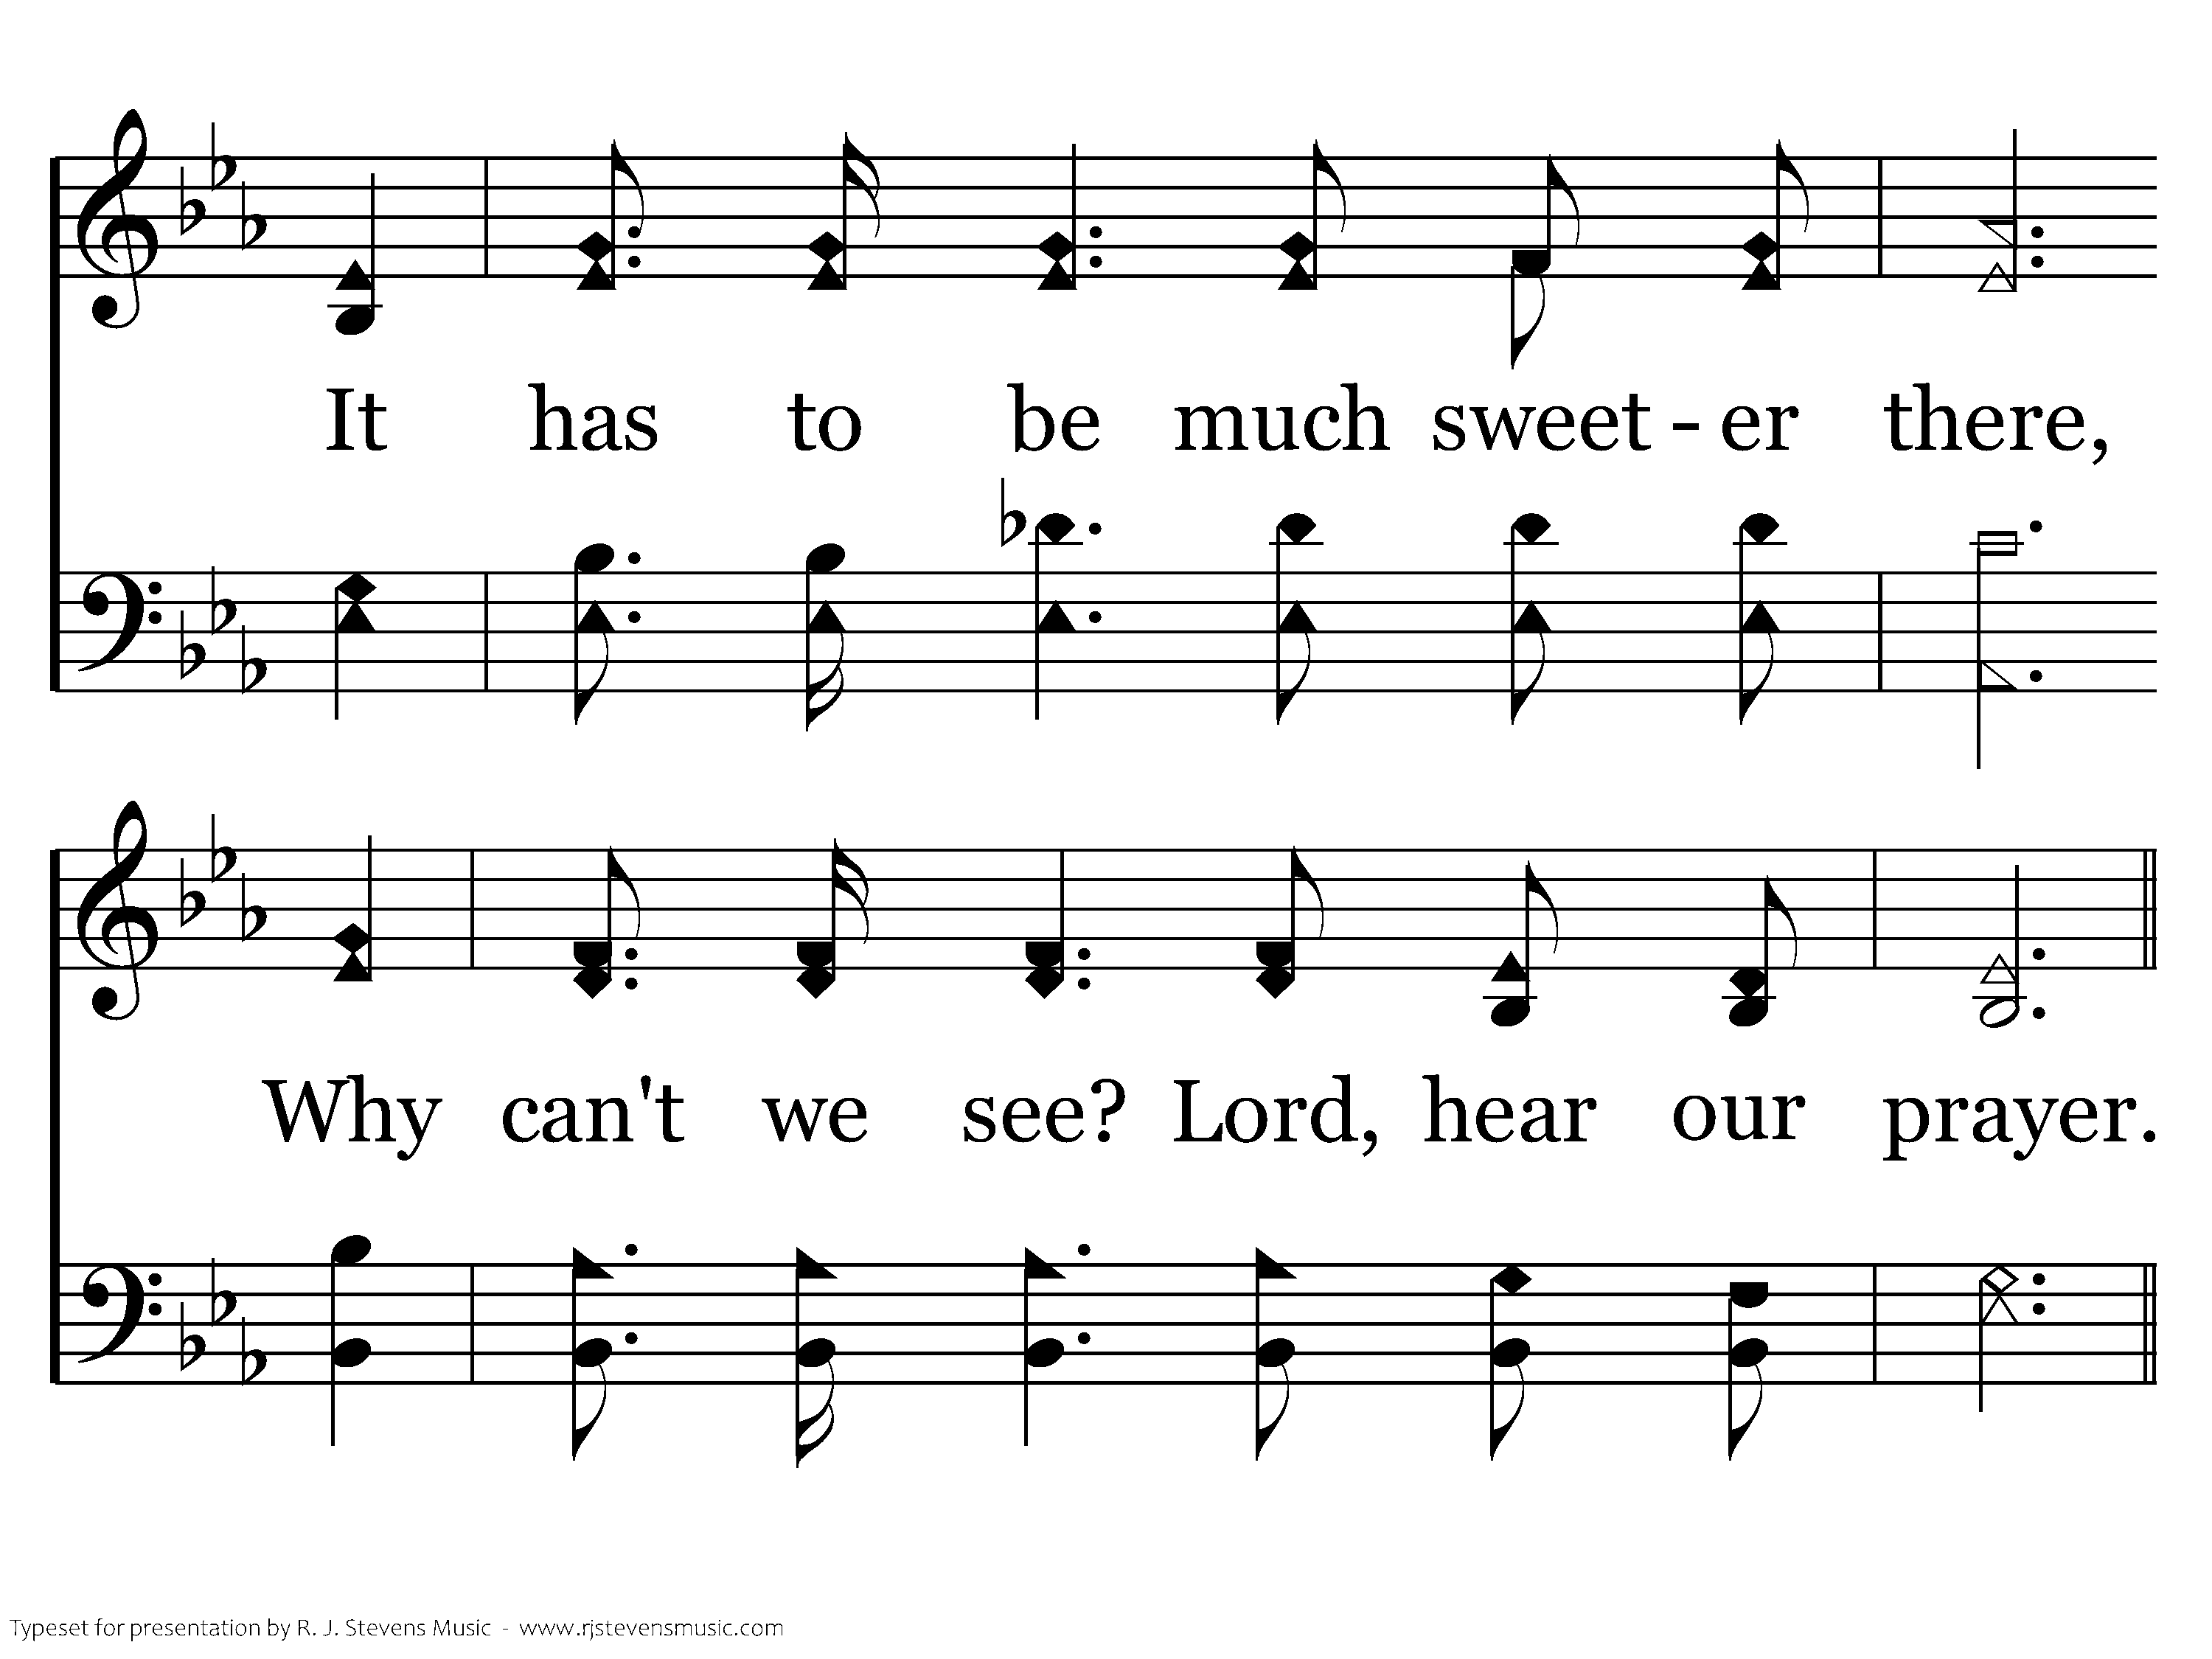 It has to be much sweet - er there,
Why can't we see? Lord, hear our prayer.
Typeset for presentation by R. J. Stevens Music - www.rjstevensmusic.com